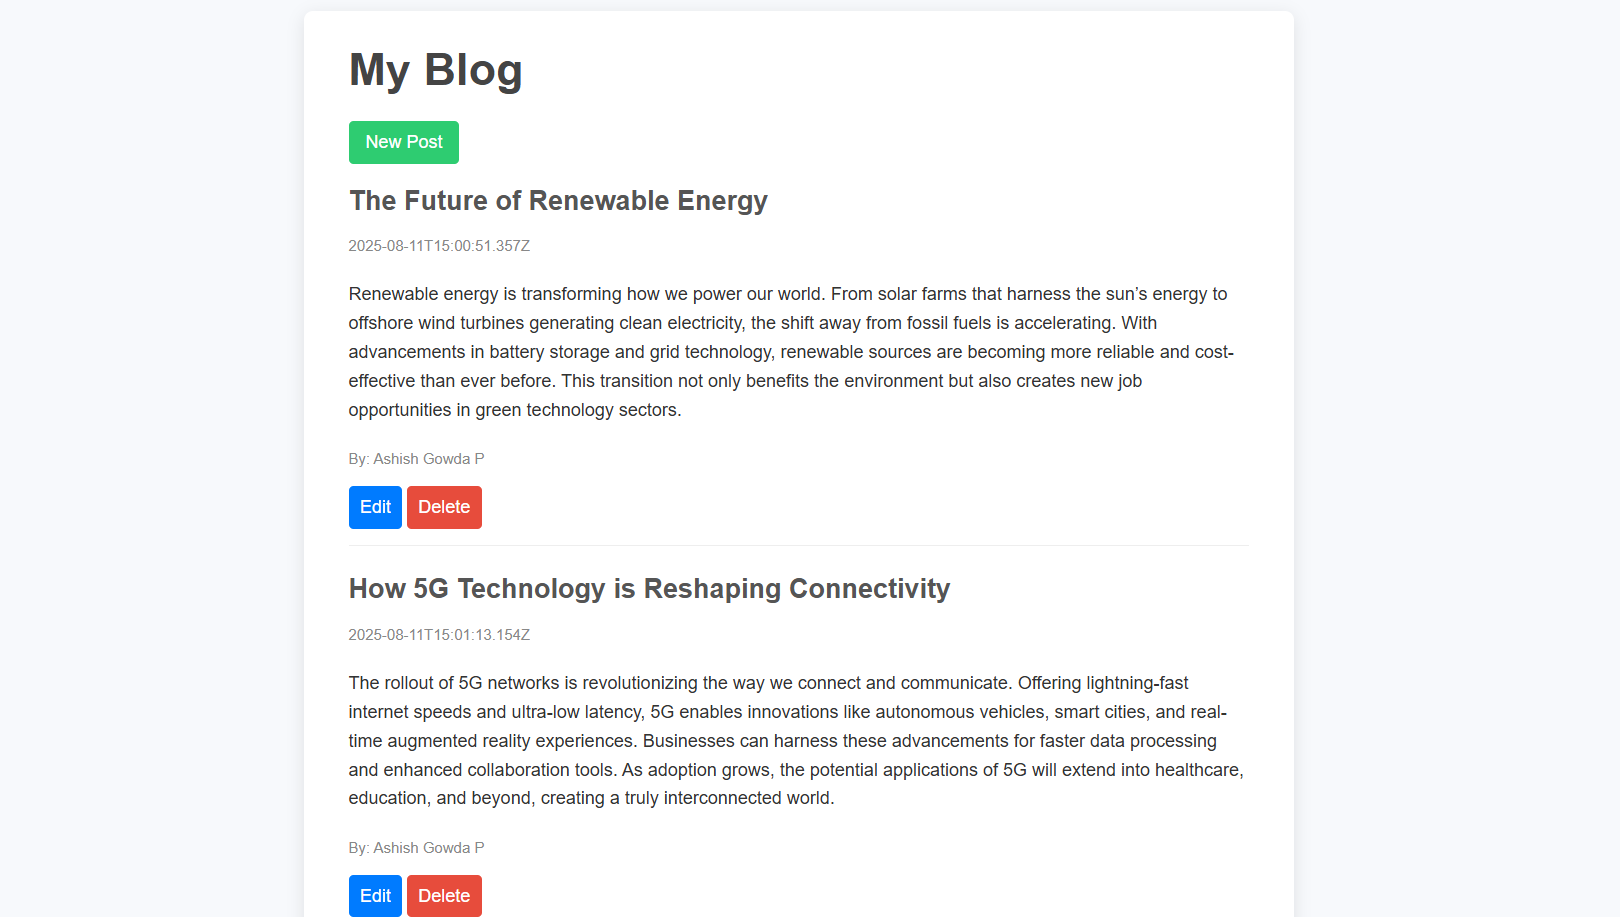 My Blog
New Post
The Future of Renewable Energy
2025-08-11T15:00:51.357Z
Renewable energy is transforming how we power our world. From solar farms that harness the sun’s energy to
offshore wind turbines generating clean electricity, the shift away from fossil fuels is accelerating. With
advancements in battery storage and grid technology, renewable sources are becoming more reliable and cost-
effective than ever before. This transition not only benefits the environment but also creates new job
opportunities in green technology sectors.
By: Ashish Gowda P
Edit Delete
How 5G Technology is Reshaping Connectivity
2025-08-11T15:01:13.154Z
The rollout of 5G networks is revolutionizing the way we connect and communicate. Offering lightning-fast
internet speeds and ultra-low latency, 5G enables innovations like autonomous vehicles, smart cities, and real-
time augmented reality experiences. Businesses can harness these advancements for faster data processing
and enhanced collaboration tools. As adoption grows, the potential applications of 5G will extend into healthcare,
education, and beyond, creating a truly interconnected world.
By: Ashish Gowda P
Edit Delete